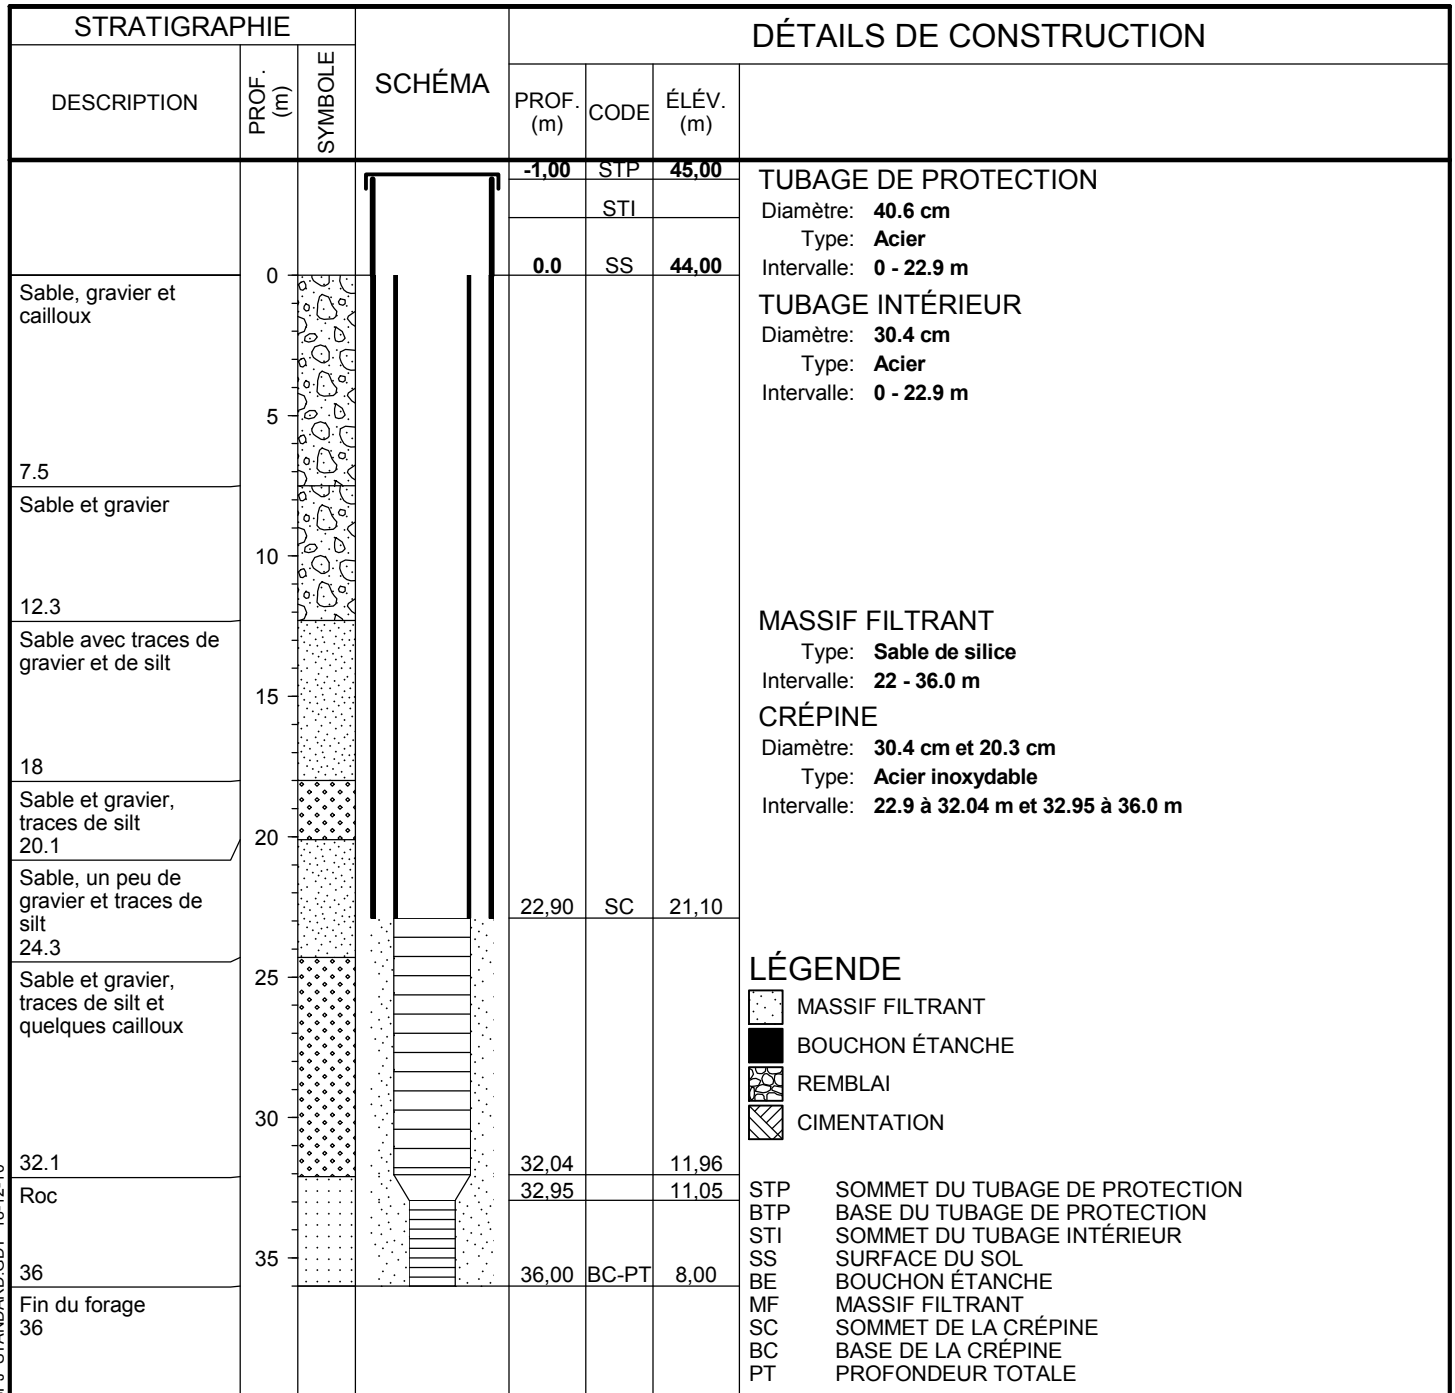 STRATIGRAPHIE
DESCRIPTION
PROF. (m)
SYMBOLE
SCHÉMA
DÉTAILS DE CONSTRUCTION
PROF. (m)
CODE
ÉLÉV. (m)
-1,00 STP 45,00
STI
0.0 SS 44,00
22,90 SC 21,10
32,04 11,96
32,95 11,05
36,00 BC-PT 8,00
Sable, gravier et
cailloux
7.5
Sable et gravier
12.3
Sable avec traces de
gravier et de silt
18
Sable et gravier,
traces de silt
20.1
Sable, un peu de
gravier et traces de
silt
24.3
Sable et gravier,
traces de silt et
quelques cailloux
32.1
Roc
36
Fin du forage
36
0
5
10
15
20
25
30
35
TUBAGE DE PROTECTION
Diamètre: 40.6 cm
Type: Acier
Intervalle: 0 - 22.9 m
TUBAGE INTÉRIEUR
Diamètre: 30.4 cm
Type: Acier
Intervalle: 0 - 22.9 m
MASSIF FILTRANT
Type: Sable de silice
Intervalle: 22 - 36.0 m
CRÉPINE
Diamètre: 30.4 cm et 20.3 cm
Type: Acier inoxydable
Intervalle: 22.9 à 32.04 m et 32.95 à 36.0 m
LÉGENDE
MASSIF FILTRANT
BOUCHON ÉTANCHE
REMBLAI
CIMENTATION
STP SOMMET DU TUBAGE DE PROTECTION
BTP BASE DU TUBAGE DE PROTECTION
STI SOMMET DU TUBAGE INTÉRIEUR
SS SURFACE DU SOL
BE BOUCHON ÉTANCHE
MF MASSIF FILTRANT
SC SOMMET DE LA CRÉPINE
BC BASE DE LA CRÉPINE
PT PROFONDEUR TOTALE